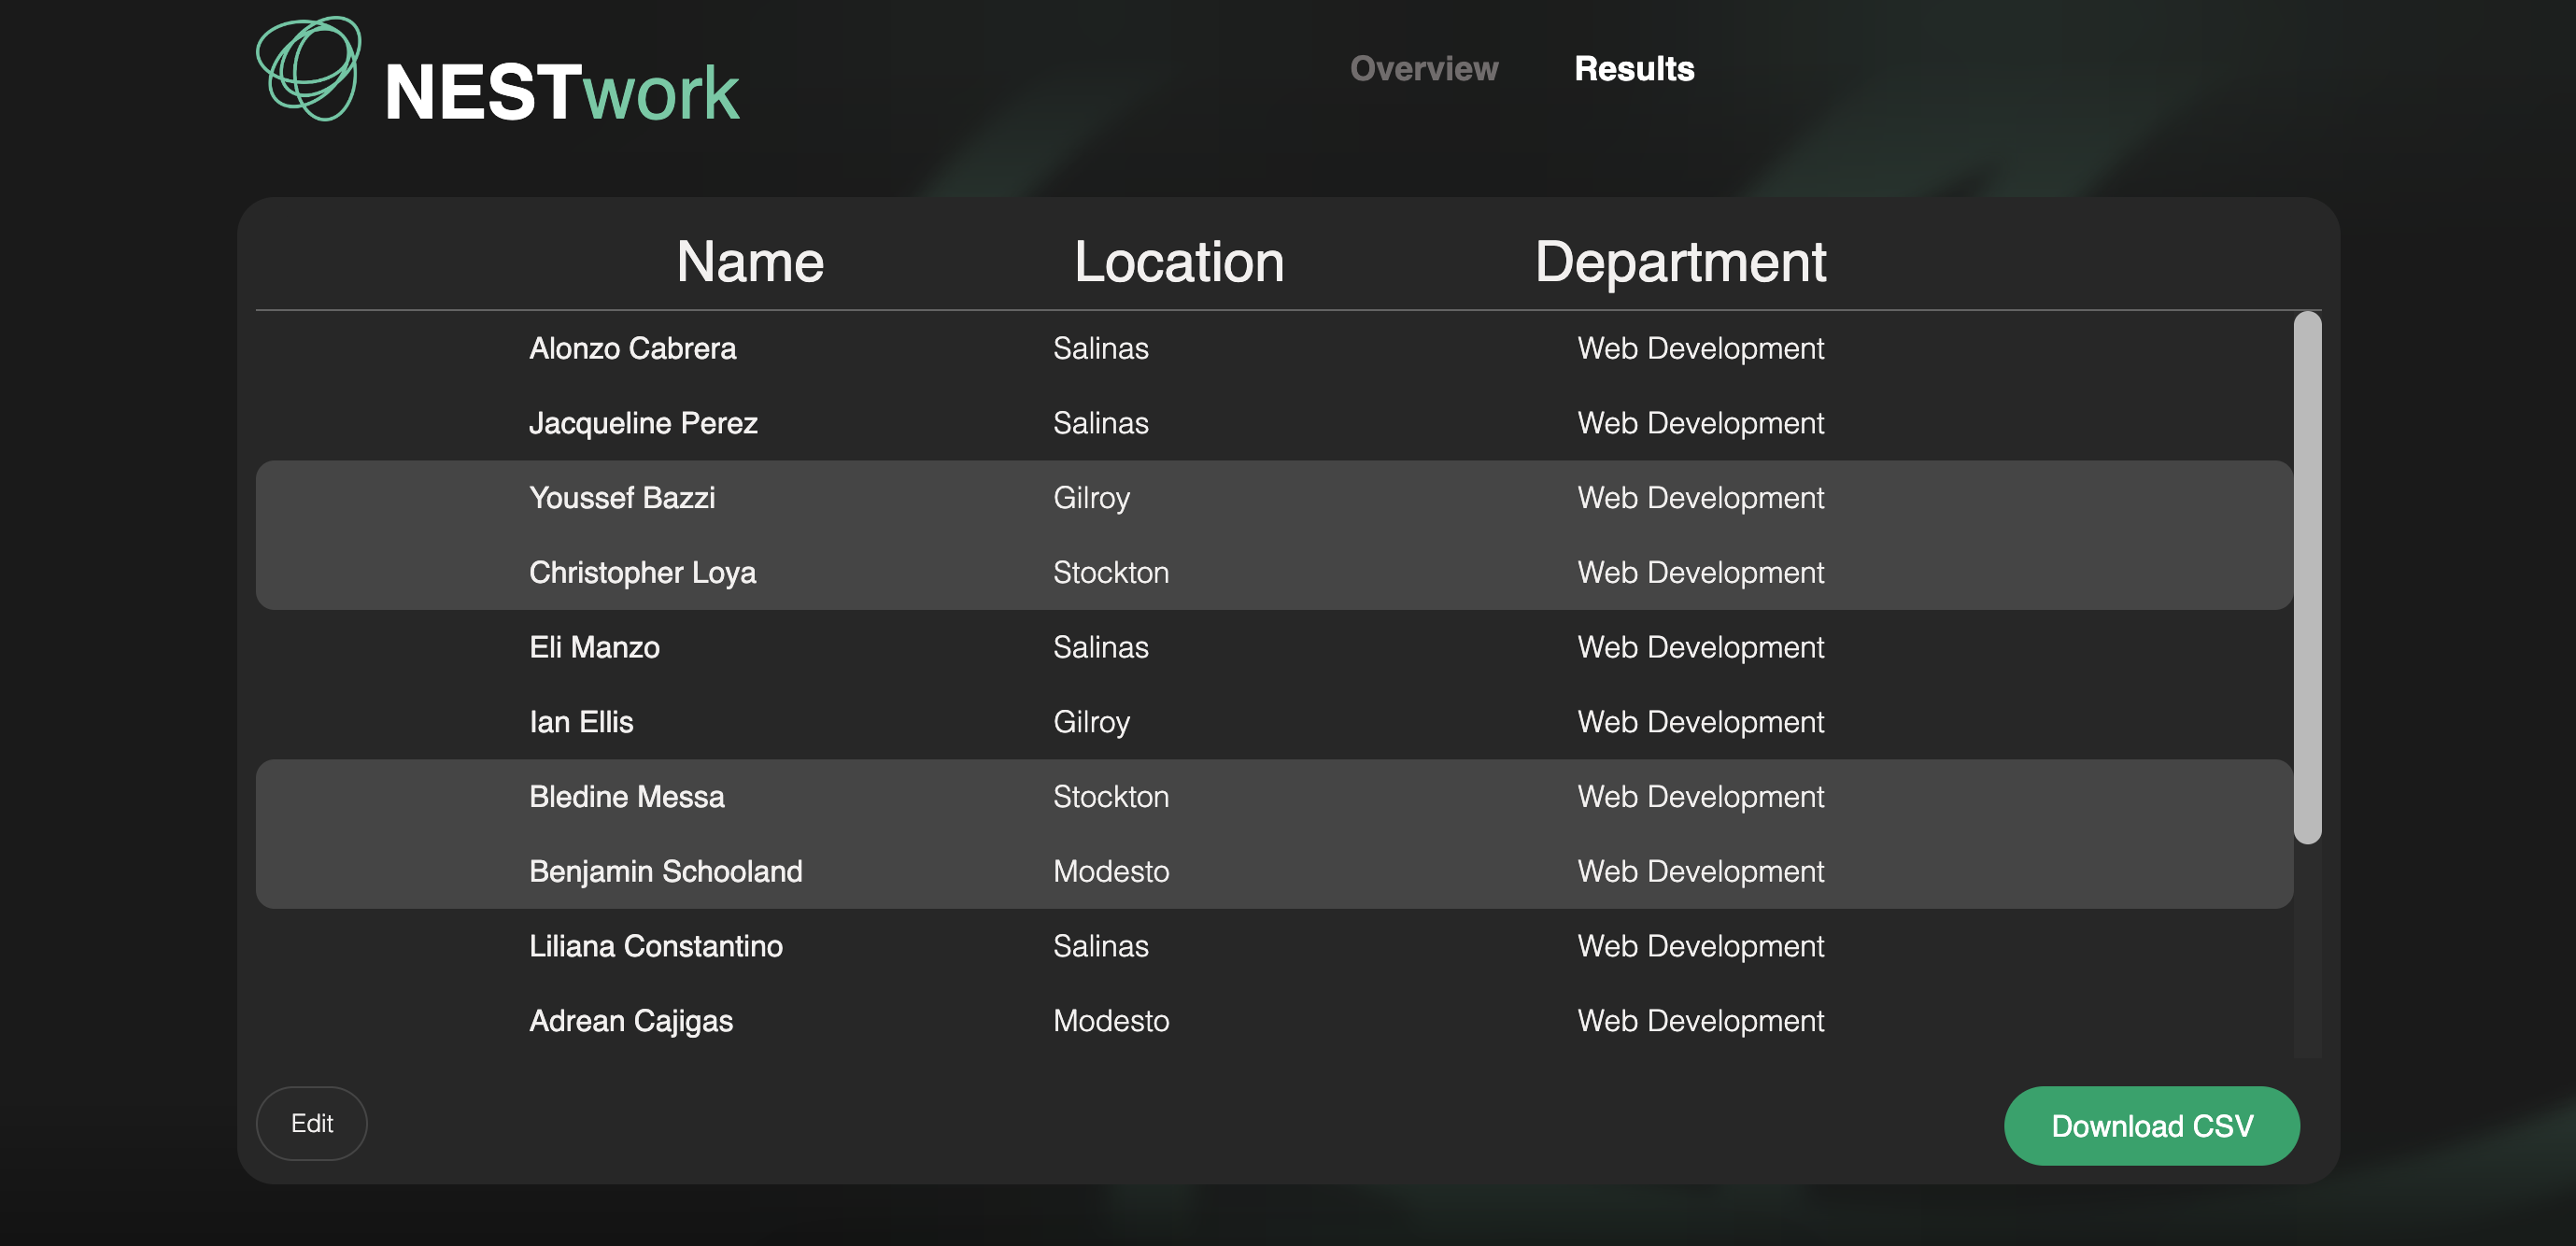 NESTwork
Overview Results
Name Location Department
Alonzo Cabrera Salinas Web Development
Jacqueline Perez Salinas Web Development
Youssef Bazzi Gilroy Web Development
Christopher Loya Stockton Web Development
Eli Manzo Salinas Web Development
Ian Ellis Gilroy Web Development
Bledine Messa Stockton Web Development
Benjamin Schooland Modesto Web Development
Liliana Constantino Salinas Web Development
Adrean Cajigas Modesto Web Development
Edit Download CSV